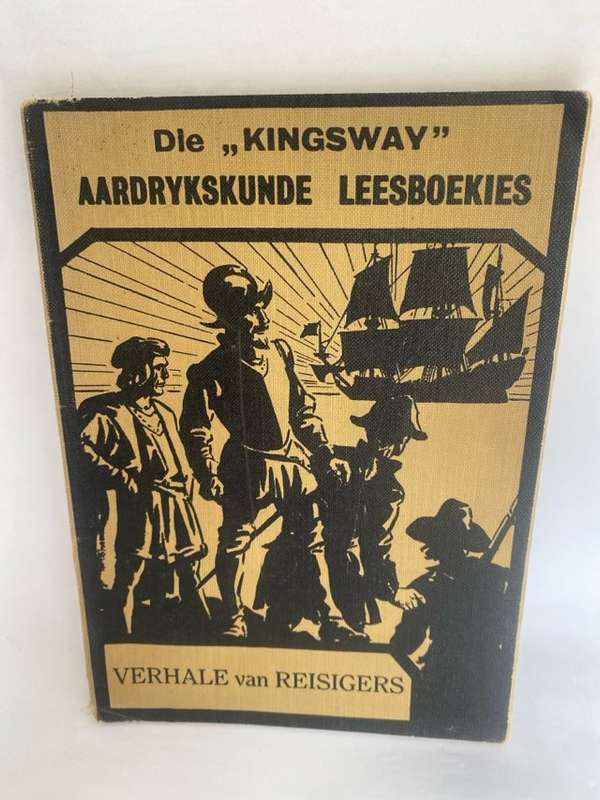 Die „KINGSWAY”
AARDRYKSKUNDE LEESBOEKIES
VERHALE van REISIGERS